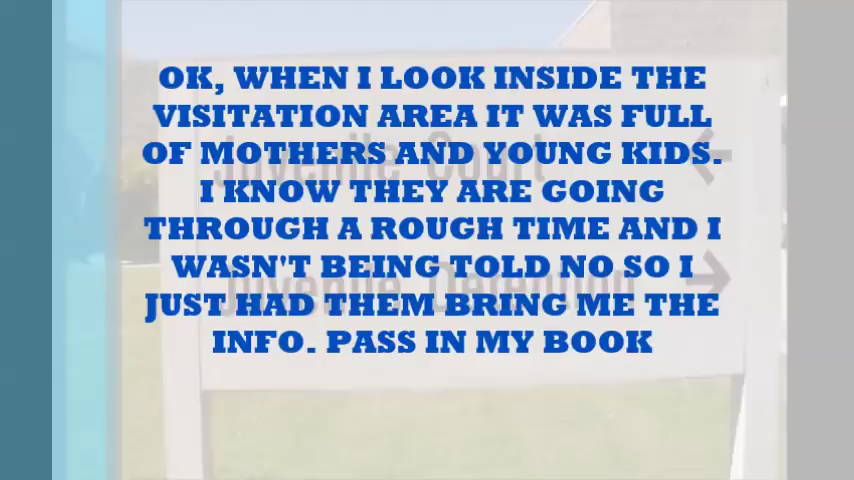 OK, WHEN I LOOK INSIDE THE
VISITATION AREA IT WAS FULL
OF MOTHERS AND YOUNG KIDS.
I KNOW THEY ARE GOING
THROUGH A ROUGH TIME AND I
WASN'T BEING TOLD NO SO I
JUST HAD THEM BRING ME THE
INFO. PASS IN MY BOOK
Juvenile Court
Juvenile Detention